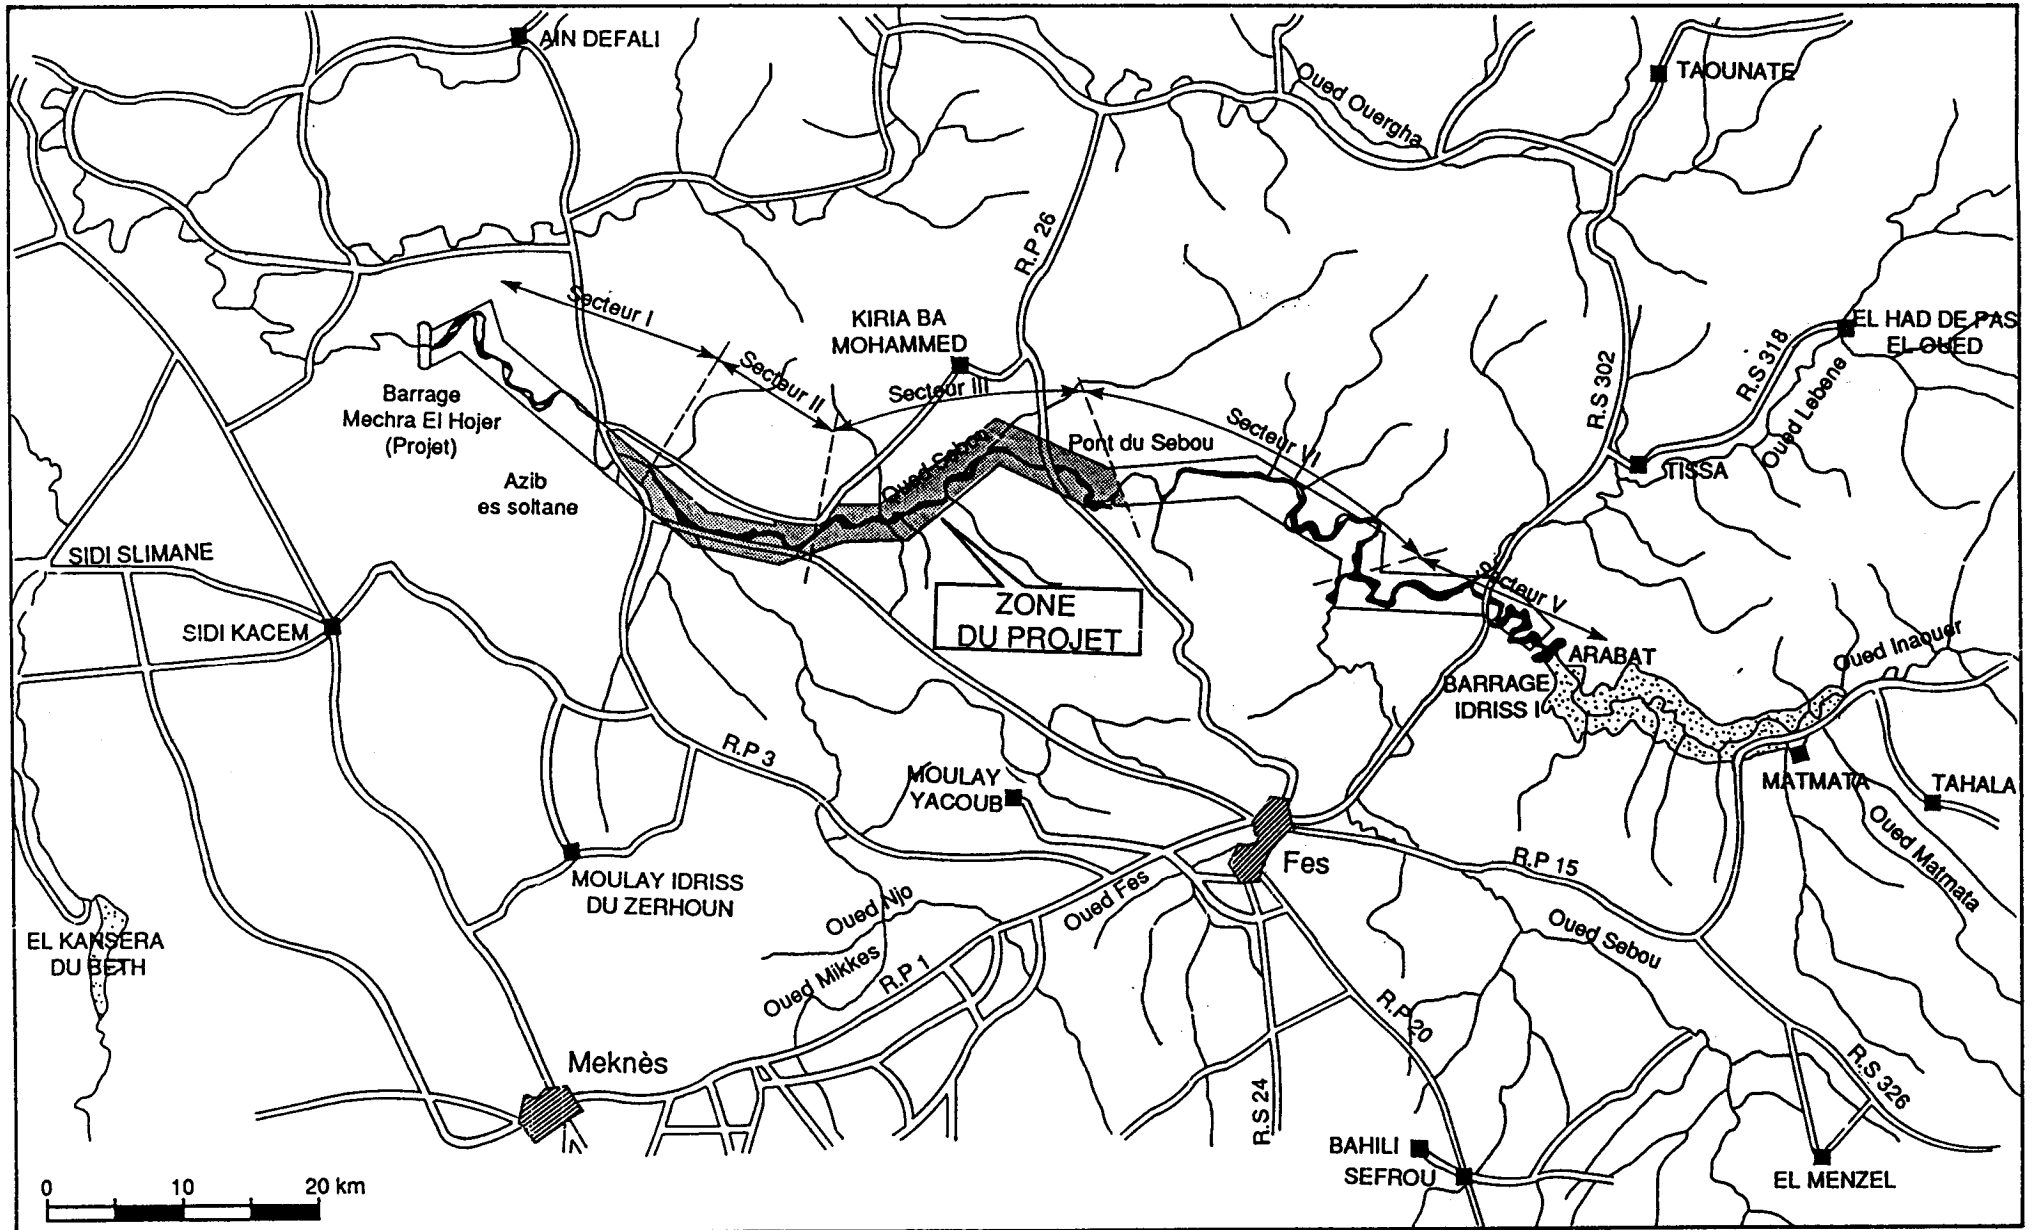 AIN DEFALI
TAOUNATE
Oued Ouergha
R.P 26
Secteur I
KIRIA BA
MOHAMMED
EL HAD DE PAS
EL OUED
R.S 318
R.S 302
Oued Lebene
Secteur II
Secteur III
Barrage
Mechra El Hojer
(Projet)
Pont du Sebou
Secteur VI
Oued Sebou
TISSA
Azib
es soltane
SIDI SLIMANE
ZONE
DU PROJET
Secteur V
SIDI KACEM
ARABAT
Oued Inaouer
BARRAGE
IDRISS I
R.P 3
MOULAY
YACOUB
MATMATA
TAHALA
Oued Matmata
Fes
R.P 15
MOULAY IDRISS
DU ZERHOUN
Oued Njo
Oued Fes
Oued Sebou
EL KANSERA
DU BETH
Oued Mikkes
R.P 1
R.P 20
Meknès
R.S 24
R.S 326
BAHILI
SEFROU
EL MENZEL
0 10 20 km